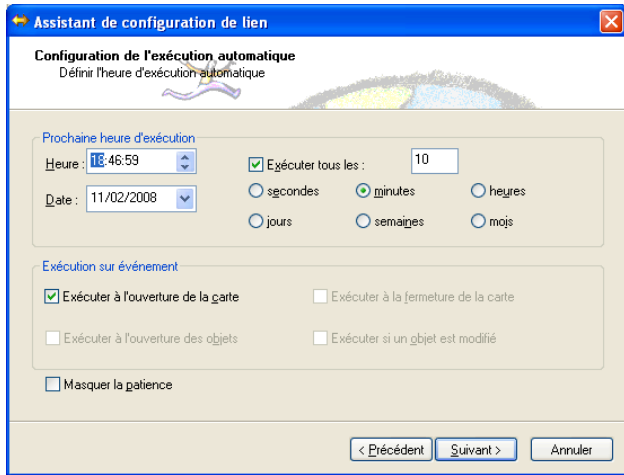 Assistant de configuration de lien
Configuration de l'exécution automatique
Définir l'heure d'exécution automatique
Prochaine heure d'exécution
Heure : 18:46:59 Exécuter tous les : 10
Date : 11/02/2008 secondes minutes heures
jours semaines mois
Exécution sur événement
Exécuter à l'ouverture de la carte Exécuter à la fermeture de la carte
Exécuter à l'ouverture des objets Exécuter si un objet est modifié
Masquer la patience
< Précédent Suivant > Annuler